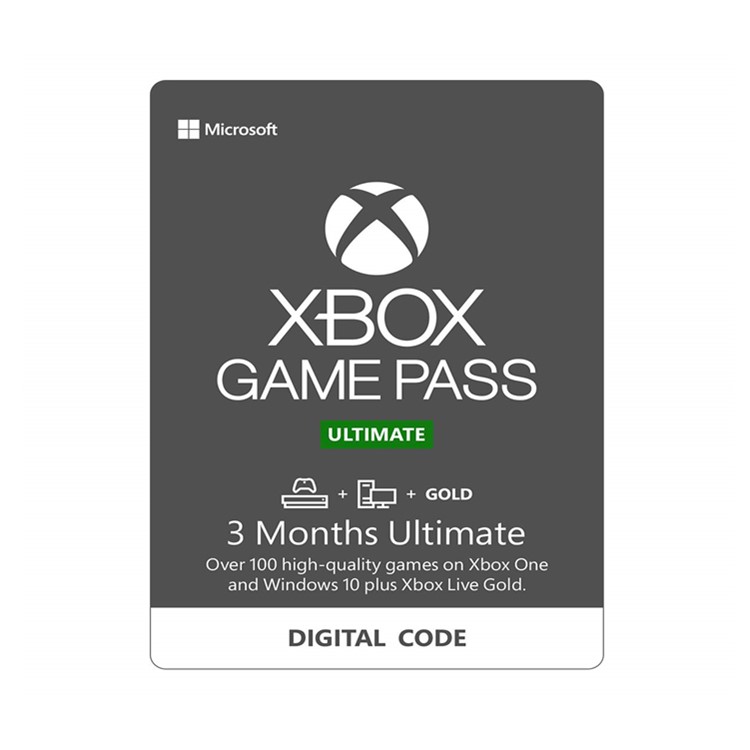 Microsoft
XBOX
GAME PASS
ULTIMATE
+ + GOLD
3 Months Ultimate
Over 100 high-quality games on Xbox One
and Windows 10 plus Xbox Live Gold.
DIGITAL CODE